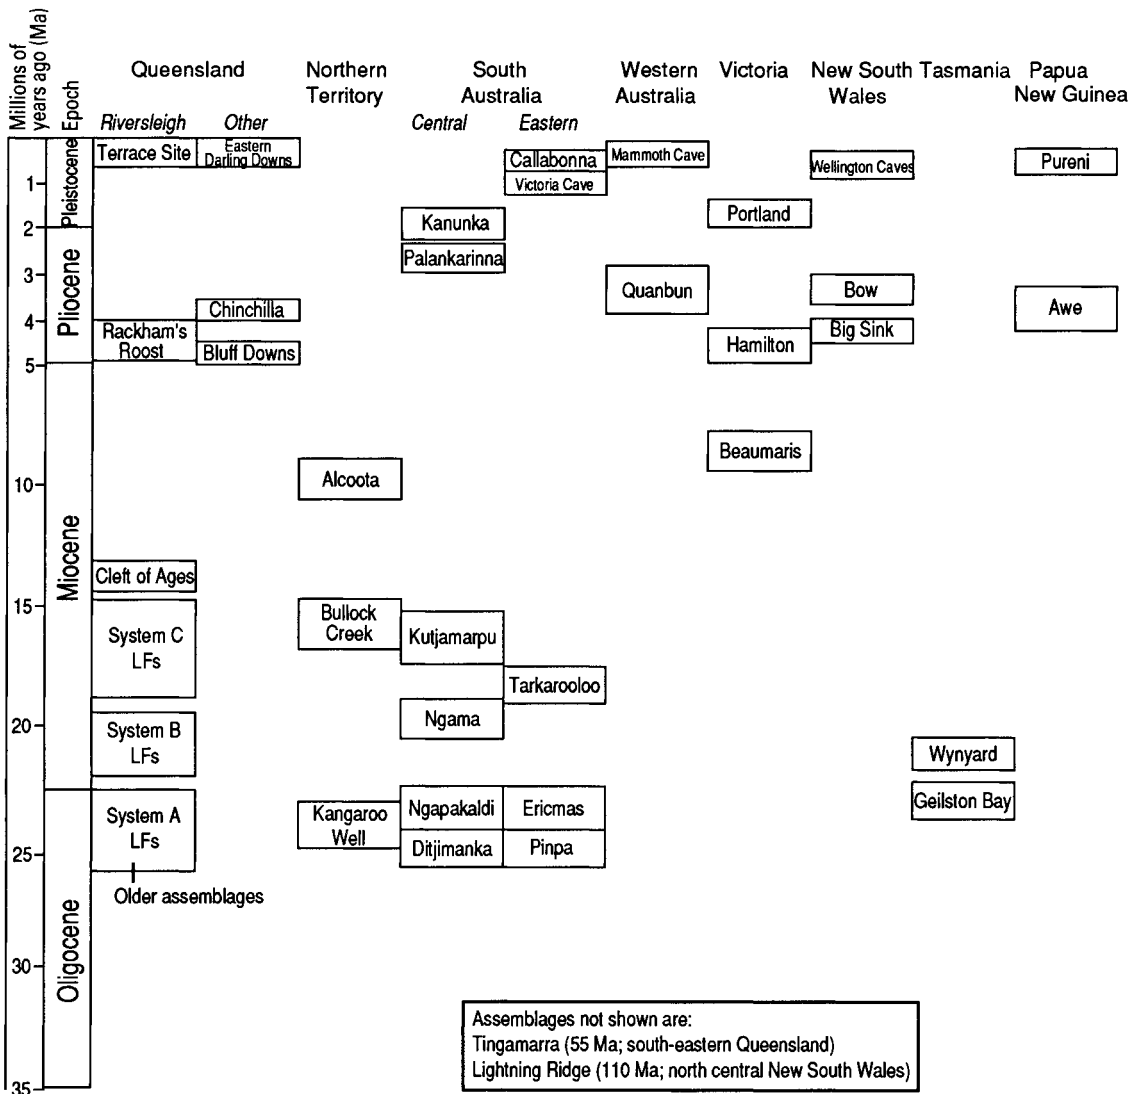 Millions of
years ago (Ma)
Epoch
Queensland
Riversleigh
Other
Northern
Territory
South
Australia
Central
Eastern
Western
Australia
Victoria
New South
Wales
Tasmania
Papua
New Guinea
Pleistocene
Pliocene
Miocene
Oligocene
1
2
3
4
5
10
15
20
25
30
35
Terrace Site
Eastern
Darling Downs
Callabonna
Victoria Cave
Mammoth Cave
Wellington Caves
Pureni
Kanunka
Portland
Palankarinna
Quanbun
Bow
Awe
Chinchilla
Rackham's
Roost
Bluff Downs
Hamilton
Big Sink
Beaumaris
Alcoota
Cleft of Ages
System C
LFs
Bullock
Creek
Kutjamarpu
Tarkarooloo
Ngama
System B
LFs
Wynyard
System A
LFs
Kangaroo
Well
Ngapakaldi
Ericmas
Geilston Bay
Ditjimanka
Pinpa
Older assemblages
Assemblages not shown are:
Tingamarra (55 Ma; south-eastern Queensland)
Lightning Ridge (110 Ma; north central New South Wales)